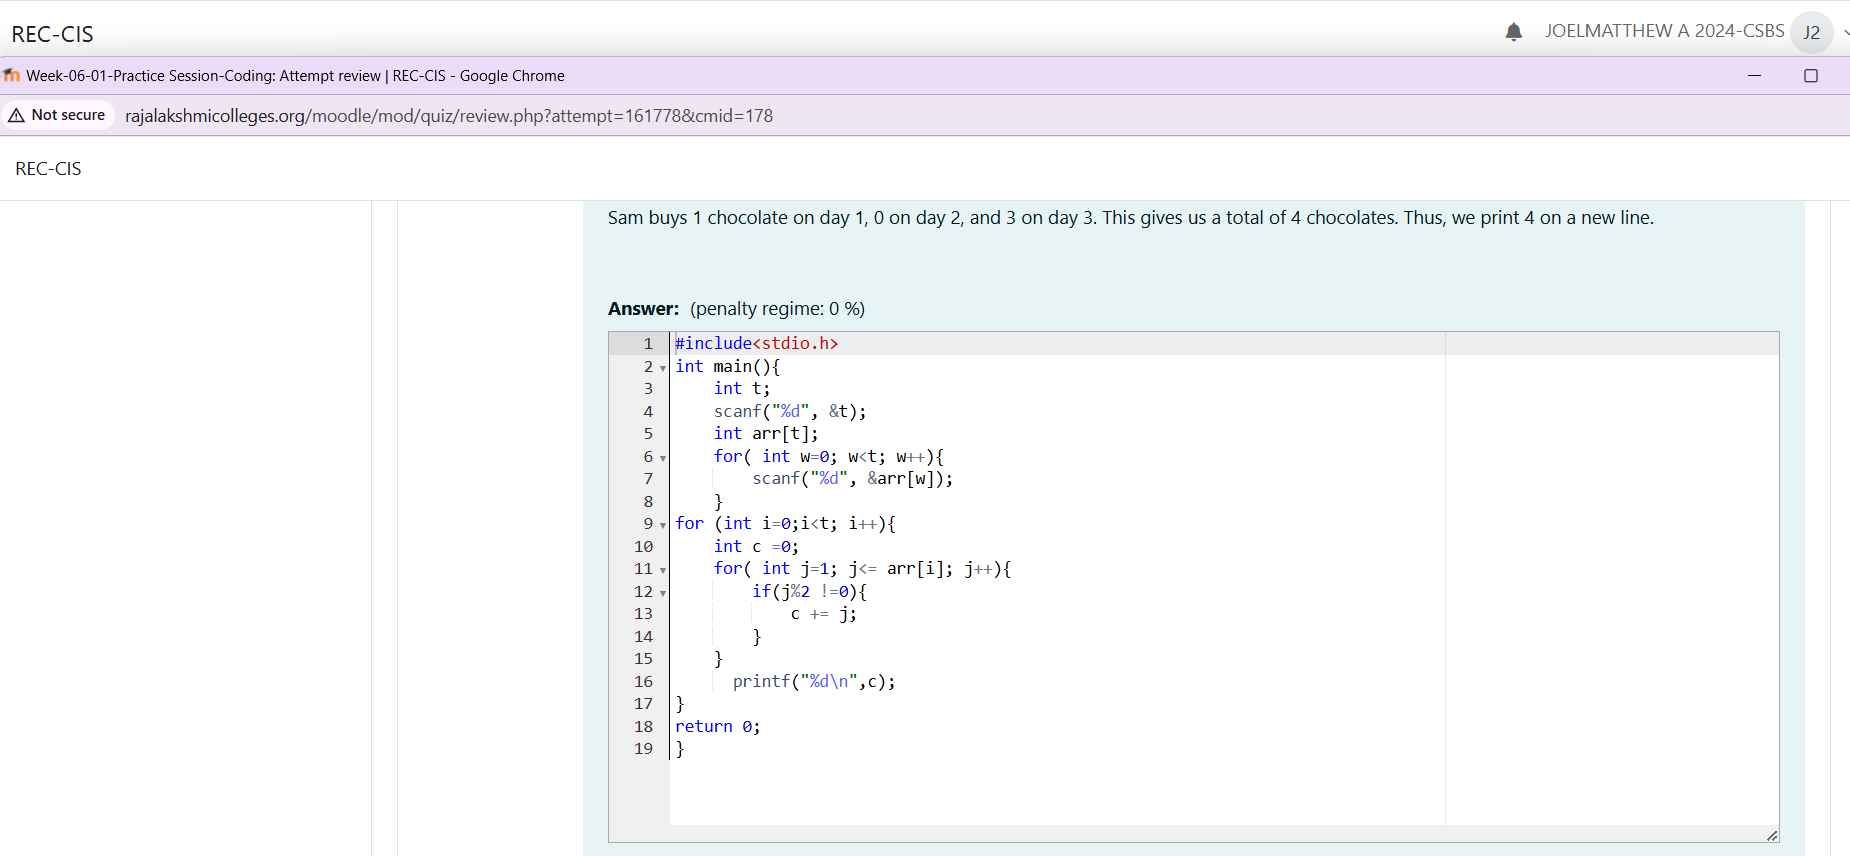 REC-CIS
JOELMATTHEW A 2024-CSBS J2
Week-06-01-Practice Session-Coding: Attempt review | REC-CIS - Google Chrome
Not secure rajalakshmicolleges.org/moodle/mod/quiz/review.php?attempt=161778&cmid=178
REC-CIS
Sam buys 1 chocolate on day 1, 0 on day 2, and 3 on day 3. This gives us a total of 4 chocolates. Thus, we print 4 on a new line.
Answer: (penalty regime: 0 %)
1 #include<stdio.h>
2 int main(){
3     int t;
4     scanf("%d", &t);
5     int arr[t];
6     for( int w=0; w<t; w++){
7         scanf("%d", &arr[w]);
8     }
9 for (int i=0;i<t; i++){
10     int c =0;
11     for( int j=1; j<= arr[i]; j++){
12         if(j%2 !=0){
13             c += j;
14         }
15     }
16       printf("%d\n",c);
17 }
18 return 0;
19 }